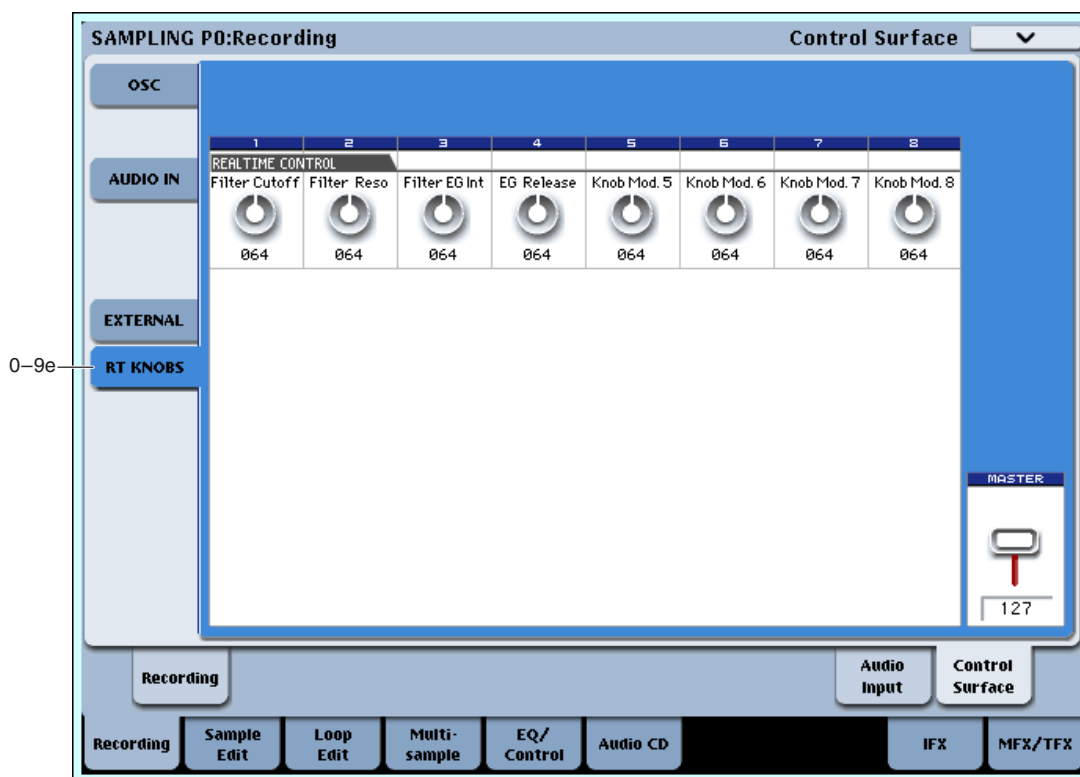 SAMPLING P0:Recording Control Surface
OSC
1 2 3 4 5 6 7 8
REALTIME CONTROL
AUDIO IN
Filter Cutoff Filter Reso Filter EG Int EG Release Knob Mod. 5 Knob Mod. 6 Knob Mod. 7 Knob Mod. 8
064 064 064 064 064 064 064 064
EXTERNAL
0–9e
RT KNOBS
MASTER
127
Recording
Audio
Input
Control
Surface
Recording
Sample
Edit
Loop
Edit
Multi-
sample
EQ/
Control
Audio CD
IFX
MFX/TFX